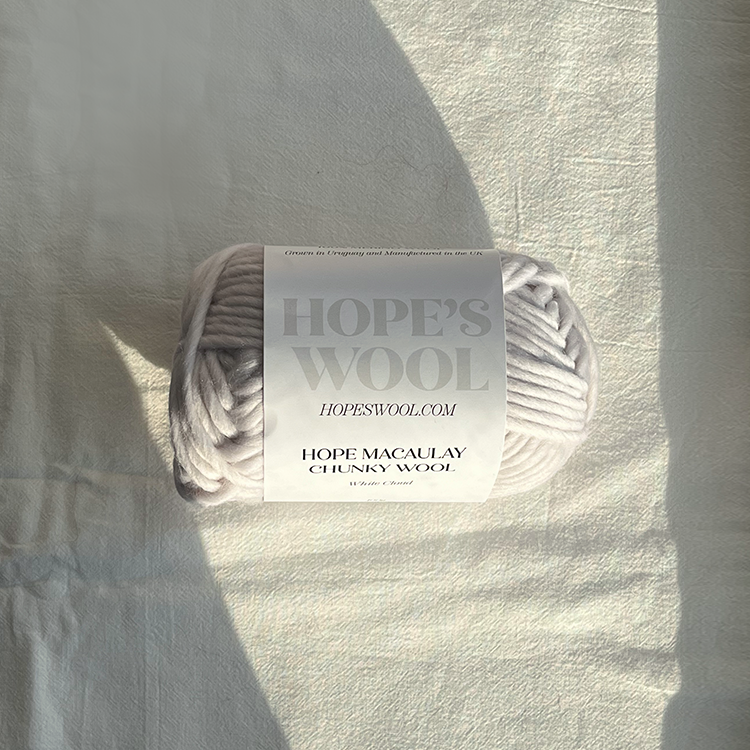 Grown in Uruguay and Manufactured in the UK
HOPE'S
WOOL
HOPESWOOL.COM
HOPE MACAULAY
CHUNKY WOOL
White Cloud